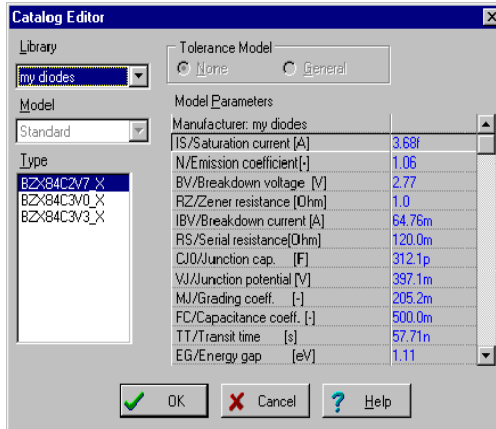 Catalog Editor
Library
my diodes
Model
Standard
Type
BZX84C2V7_X
BZX84C3V0_X
BZX84C3V3_X
Tolerance Model
None General
Model Parameters
Manufacturer: my diodes
IS/Saturation current [A] 3.68f
N/Emission coefficient[-] 1.06
BV/Breakdown voltage [V] 2.77
RZ/Zener resistance [Ohm] 1.0
IBV/Breakdown current [A] 64.76m
RS/Serial resistance[Ohm] 120.0m
CJ0/Junction cap. [F] 312.1p
VJ/Junction potential [V] 397.1m
MJ/Grading coeff. [-] 205.2m
FC/Capacitance coeff. [-] 500.0m
TT/Transit time [s] 57.71n
EG/Energy gap [eV] 1.11
OK Cancel ? Help